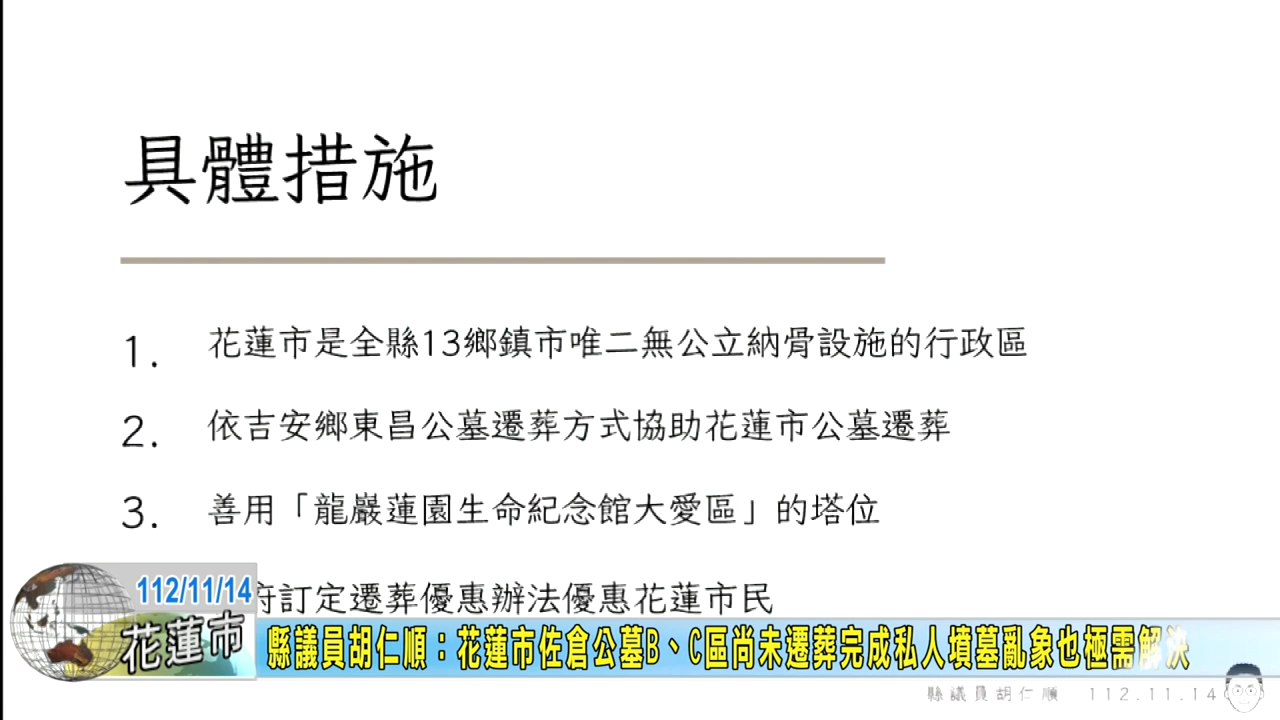 具體措施
1. 花蓮市是全縣13鄉鎮市唯二無公立納骨設施的行政區
2. 依吉安鄉東昌公墓遷葬方式協助花蓮市公墓遷葬
3. 善用「龍巖蓮園生命紀念館大愛區」的塔位
府訂定遷葬優惠辦法優惠花蓮市民
112/11/14
花蓮市
縣議員胡仁順：花蓮市佐倉公墓B、C區尚未遷葬完成私人墳墓亂象也極需解決
縣議員胡仁順 112.11.14